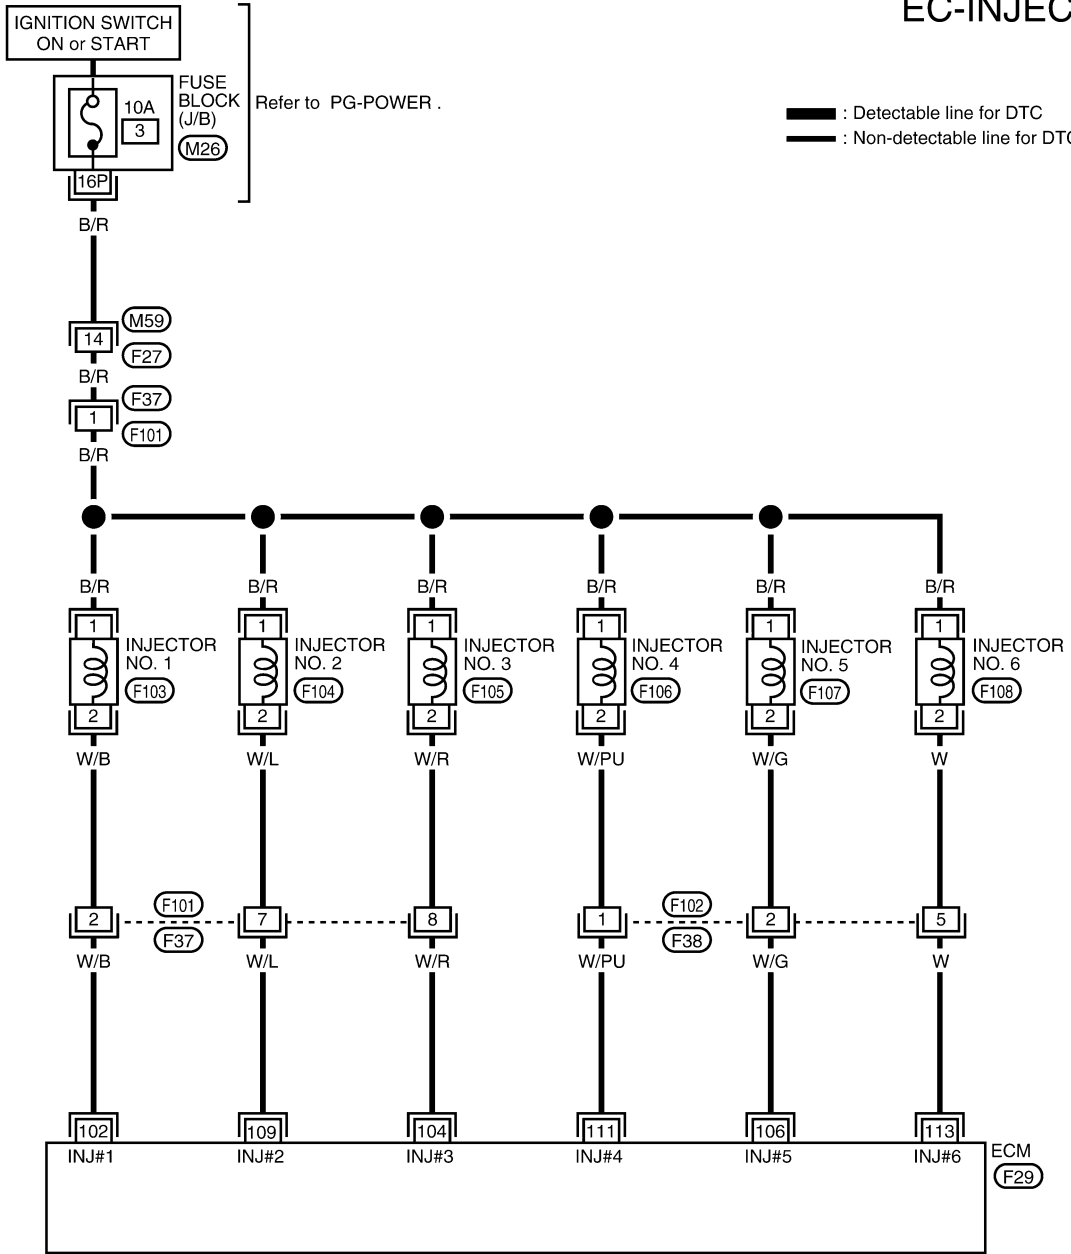 EC-INJEC
IGNITION SWITCH
ON or START
FUSE
BLOCK
(J/B)
10A
3
M26
Refer to PG-POWER .
: Detectable line for DTC
: Non-detectable line for DTC
16P
B/R
M59
14
F27
B/R
F37
1
F101
B/R
B/R B/R B/R B/R B/R B/R
1 1 1 1 1 1
INJECTOR NO. 1
F103
INJECTOR NO. 2
F104
INJECTOR NO. 3
F105
INJECTOR NO. 4
F106
INJECTOR NO. 5
F107
INJECTOR NO. 6
F108
2 2 2 2 2 2
W/B W/L W/R W/PU W/G W
F101 F102
2 7 8 1 2 5
F37 F38
W/B W/L W/R W/PU W/G W
102 109 104 111 106 113
INJ#1 INJ#2 INJ#3 INJ#4 INJ#5 INJ#6
ECM
F29